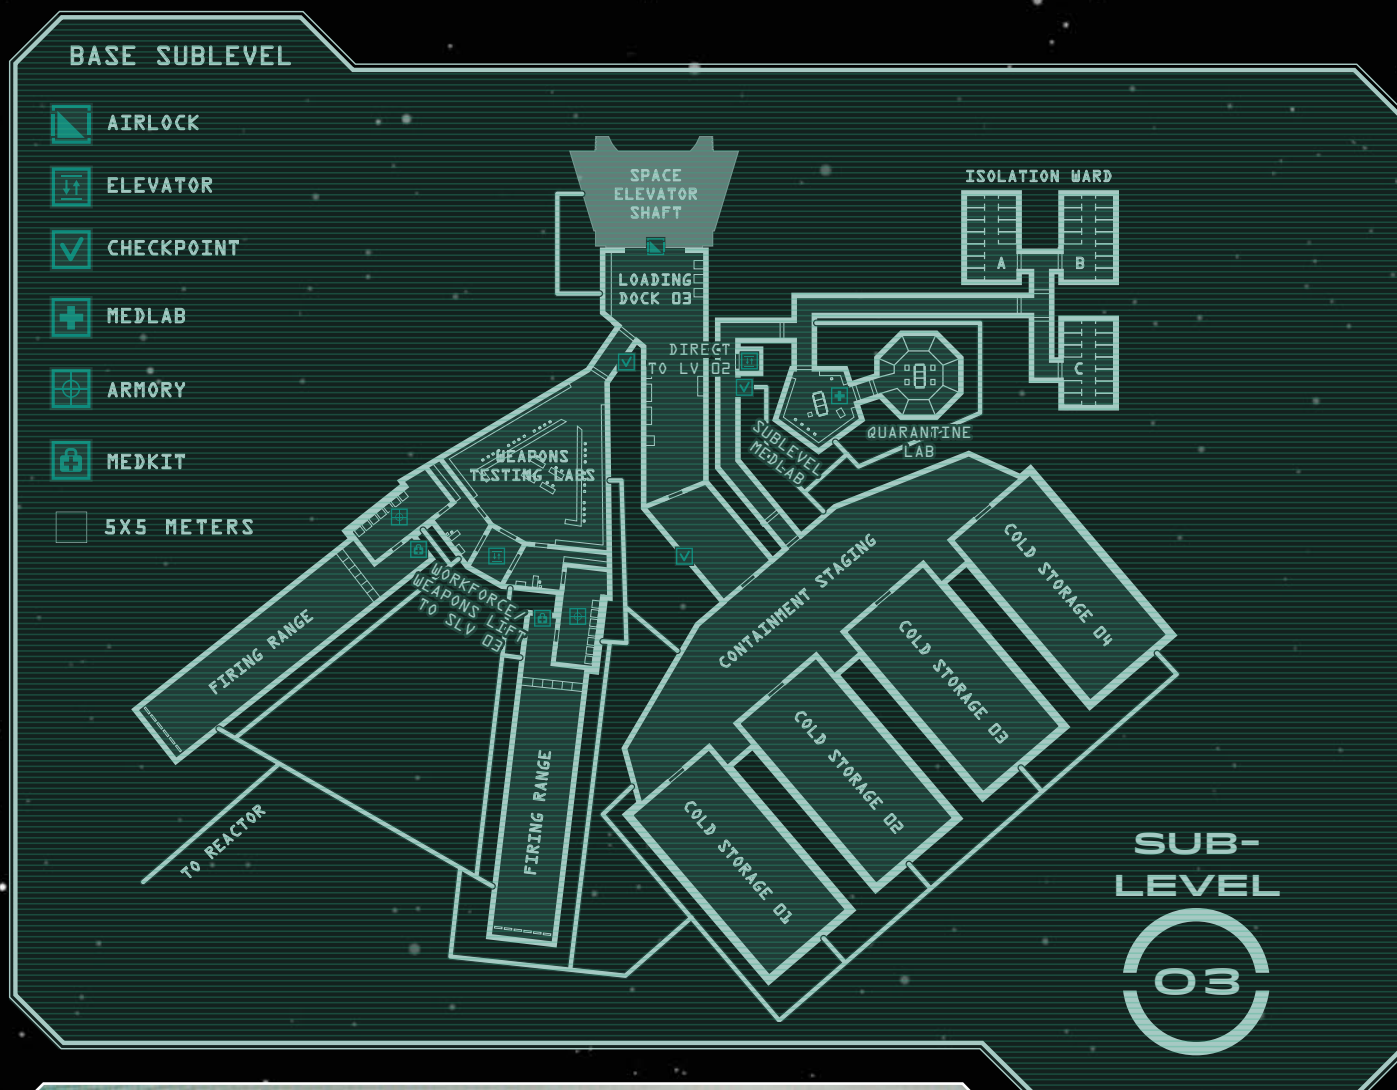 BASE SUBLEVEL
AIRLOCK
ELEVATOR
CHECKPOINT
MEDLAB
ARMORY
MEDKIT
5X5 METERS
SPACE
ELEVATOR
SHAFT
LOADING
DOCK 03
DIRECT
TO LV 02
ISOLATION WARD
A
B
C
QUARANTINE
LAB
SUBLEVEL
MEDLAB
WEAPONS
TESTING LABS
WORKFORCE/
WEAPONS LIFT
TO SLV 03
FIRING RANGE
FIRING RANGE
TO REACTOR
CONTAINMENT STAGING
COLD STORAGE 04
COLD STORAGE 03
COLD STORAGE 02
COLD STORAGE 01
SUB-
LEVEL
03